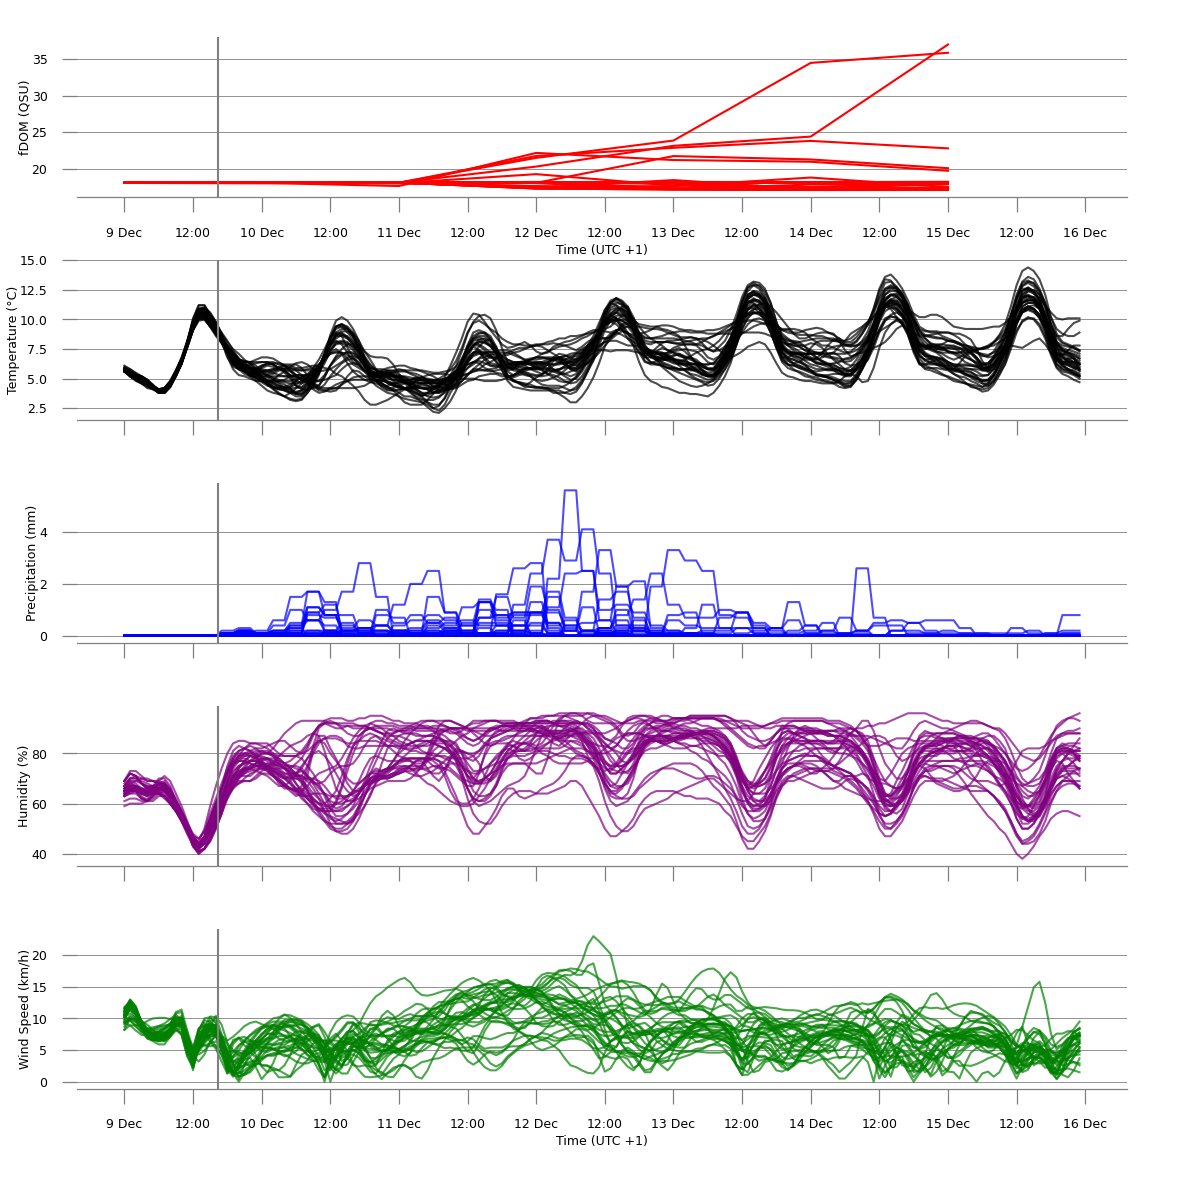 35
30
25
20
fDOM (QSU)
9 Dec 12:00 10 Dec 12:00 11 Dec 12:00 12 Dec 12:00 13 Dec 12:00 14 Dec 12:00 15 Dec 12:00 16 Dec
Time (UTC +1)
15.0
12.5
10.0
7.5
5.0
2.5
Temperature (°C)
4
2
0
Precipitation (mm)
80
60
40
Humidity (%)
20
15
10
5
0
Wind Speed (km/h)
9 Dec 12:00 10 Dec 12:00 11 Dec 12:00 12 Dec 12:00 13 Dec 12:00 14 Dec 12:00 15 Dec 12:00 16 Dec
Time (UTC +1)